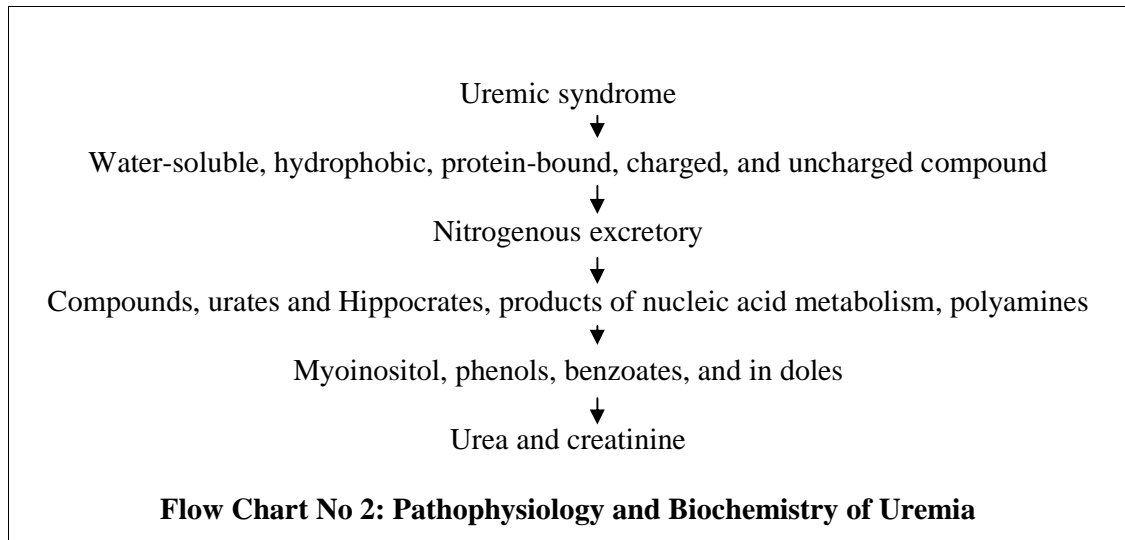 Uremic syndrome
Water-soluble, hydrophobic, protein-bound, charged, and uncharged compound
Nitrogenous excretory
Compounds, urates and Hippocrates, products of nucleic acid metabolism, polyamines
Myoinositol, phenols, benzoates, and in doles
Urea and creatinine
Flow Chart No 2: Pathophysiology and Biochemistry of Uremia